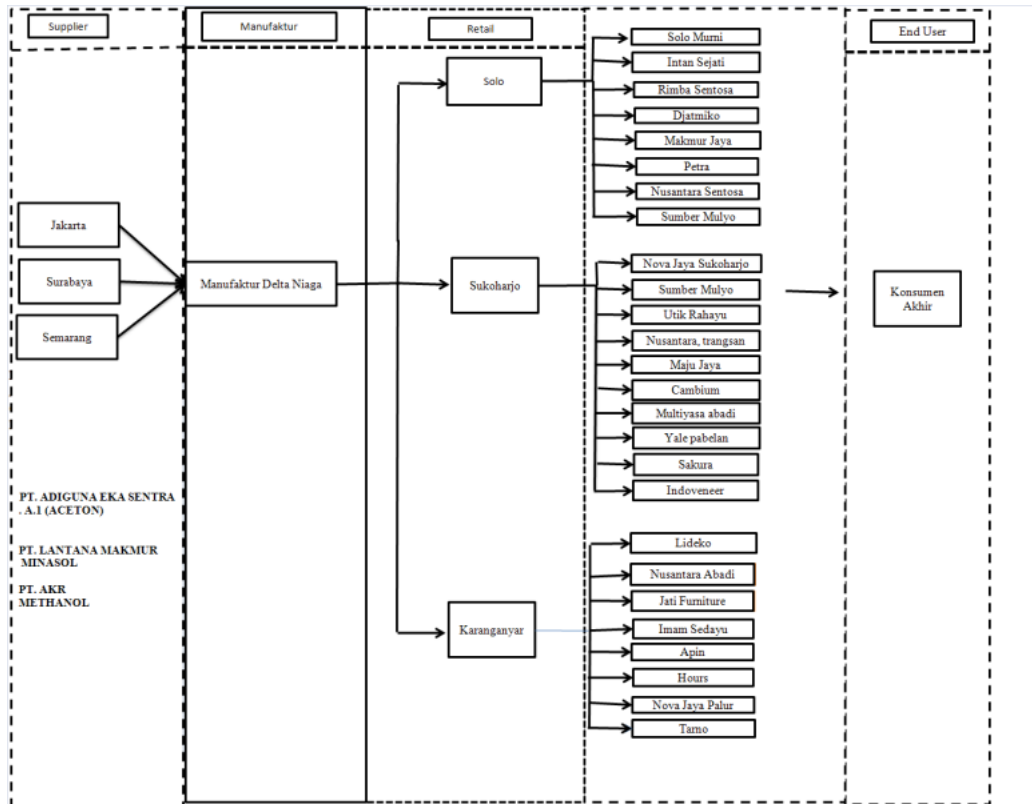 Supplier
Manufaktur
Retail
End User
Jakarta
Surabaya
Semarang
PT. ADIGUNA EKA SENTRA
. A.1 (ACETON)
PT. LANTANA MAKMUR
MINASOL
PT. AKR
METHANOL
Manufaktur Delta Niaga
Solo
Sukoharjo
Karanganyar
Solo Murni
Intan Sejati
Rimba Sentosa
Djatmiko
Makmur Jaya
Petra
Nusantara Sentosa
Sumber Mulyo
Nova Jaya Sukoharjo
Sumber Mulyo
Utik Rahayu
Nusantara, trangsan
Maju Jaya
Cambium
Multiyasa abadi
Yale pabelan
Sakura
Indoveneer
Lideko
Nusantara Abadi
Jati Furniture
Imam Sedayu
Apin
Hours
Nova Jaya Palur
Tarno
Konsumen
Akhir